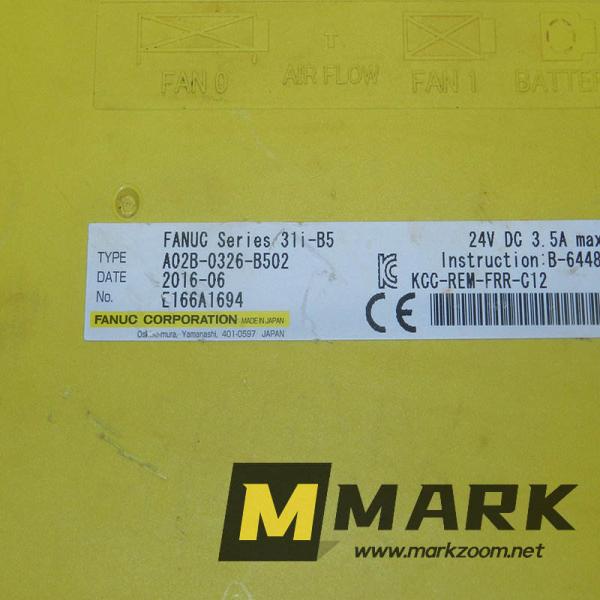 FAN 0 AIR FLOW FAN 1
FANUC Series 31i-B5 24V DC 3.5A max
TYPE A02B-0326-B502 Instruction:B-6448
DATE 2016-06 KCC-REM-FRR-C12
No. E166A1694
FANUC CORPORATION MADE IN JAPAN
Yamanashi, 401-0597 JAPAN
CE
M MARK
www.markzoom.net